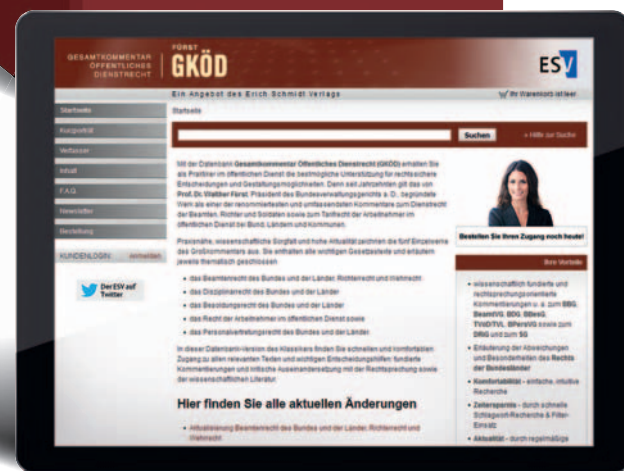 GESAMTKOMMENTAR
ÖFFENTLICHES
DIENSTRECHT
FÜRST
GKÖD
ESV
Ein Angebot des Erich Schmidt Verlags
Ihr Warenkorb ist leer
Startseite
Kurzporträt
Verfasser
Inhalt
F.A.Q.
Newsletter
Bestellung
KUNDENLOGIN Anmelden
Der ESV auf
Twitter
Startseite
Suchen
» Hilfe zur Suche
Mit der Datenbank Gesamtkommentar Öffentliches Dienstrecht (GKÖD) erhalten Sie
als Praktiker im öffentlichen Dienst die bestmögliche Unterstützung für rechtssichere
Entscheidungen und Gestaltungsmöglichkeiten. Denn seit Jahrzehnten gilt das von
Prof. Dr. Walther Fürst, Präsident des Bundesverwaltungsgerichts a. D., begründete
Werk als einer der renommiertesten und umfassendsten Kommentare zum Dienstrecht
der Beamten, Richter und Soldaten sowie zum Tarifrecht der Arbeitnehmer im
öffentlichen Dienst bei Bund, Ländern und Kommunen.
Praxisnähe, wissenschaftliche Sorgfalt und hohe Aktualität zeichnen die fünf Einzelwerke
des Großkommentars aus. Sie enthalten alle wichtigen Gesetzestexte und erläutern
jeweils thematisch geschlossen
• das Beamtenrecht des Bundes und der Länder, Richterrecht und Wehrrecht
• das Disziplinarrecht des Bundes und der Länder
• das Besoldungsrecht des Bundes und der Länder
• das Recht der Arbeitnehmer im öffentlichen Dienst sowie
• das Personalvertretungsrecht des Bundes und der Länder.
In dieser Datenbank-Version des Klassikers finden Sie schnellen und komfortablen
Zugang zu allen relevanten Texten und wichtigen Entscheidungshilfen: fundierte
Kommentierungen und kritische Auseinandersetzung mit der Rechtsprechung sowie
der wissenschaftlichen Literatur.
Hier finden Sie alle aktuellen Änderungen
• Aktualisierung Beamtenrecht des Bundes und der Länder, Richterrecht und
Wehrrecht
Bestellen Sie Ihren Zugang noch heute!
Ihre Vorteile
• wissenschaftlich fundierte und
rechtsprechungsorientierte
Kommentierungen u. a. zum BBG,
BeamtVG, BDG, BBesG,
TVöD/TVL, BPersVG sowie zum
DRiG und zum SG
• Erläuterung der Abweichungen
und Besonderheiten des Rechts
der Bundesländer
• Komfortabilität – einfache, intuitive
Recherche
• Zeitersparnis – durch schnelle
Schlagwort-Recherche & Filter-
Einsatz
• Aktualität – durch regelmäßige